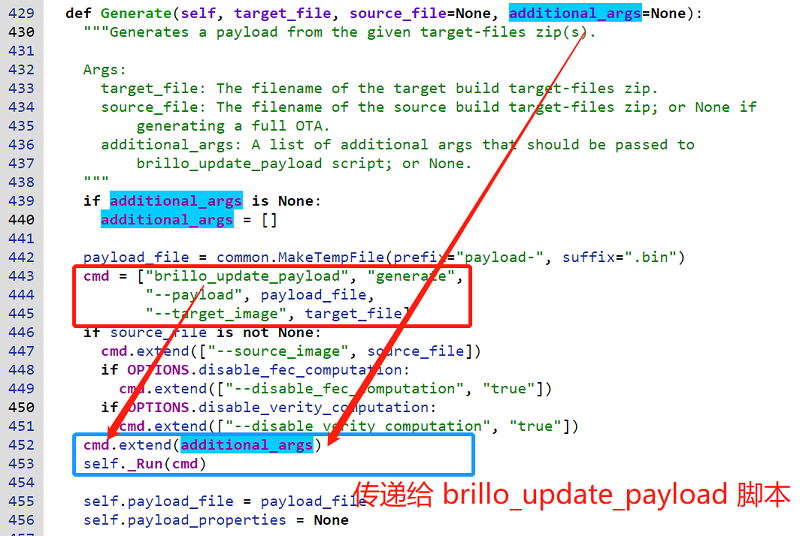 429 def Generate(self, target_file, source_file=None, additional_args=None):
430 """Generates a payload from the given target-files zip(s).
431
432 Args:
433 target_file: The filename of the target build target-files zip.
434 source_file: The filename of the source build target-files zip; or None if
435 generating a full OTA.
436 additional_args: A list of additional args that should be passed to
437 brillo_update_payload script; or None.
438 """
439 if additional_args is None:
440 additional_args = []
441
442 payload_file = common.MakeTempFile(prefix="payload-", suffix=".bin")
443 cmd = ["brillo_update_payload", "generate",
444 "--payload", payload_file,
445 "--target_image", target_file]
446 if source_file is not None:
447 cmd.extend(["--source_image", source_file])
448 if OPTIONS.disable_fec_computation:
449 cmd.extend(["--disable_fec_computation", "true"])
450 if OPTIONS.disable_verity_computation:
451 cmd.extend(["--disable_verity_computation", "true"])
452 cmd.extend(additional_args)
453 self._Run(cmd)
454
455 self.payload_file = payload_file
456 self.payload_properties = None
传递给 brillo_update_payload 脚本